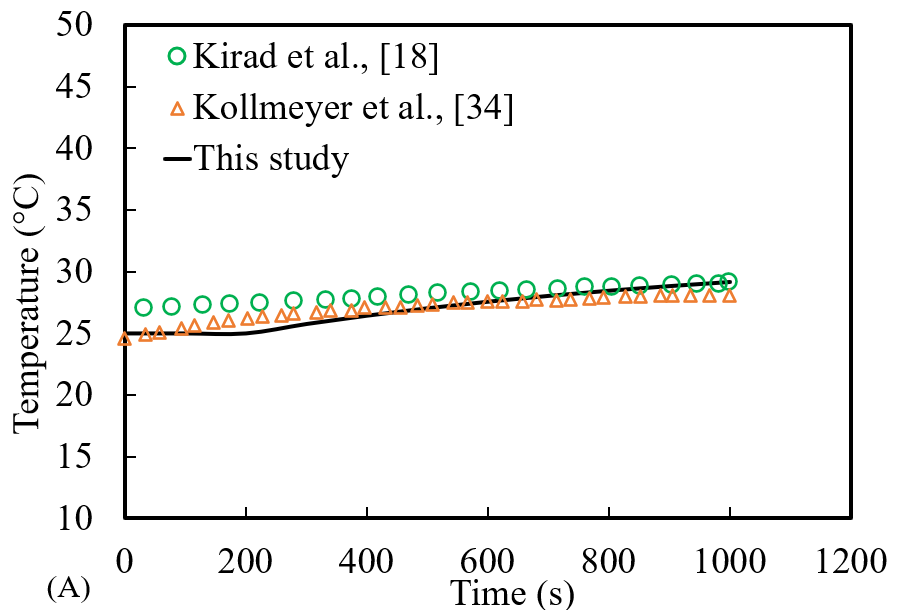 50
45
40
35
30
25
20
15
10
Temperature (°C)
Kirad et al., [18]
Kollmeyer et al., [34]
This study
0 200 400 600 800 1000 1200
Time (s)
(A)